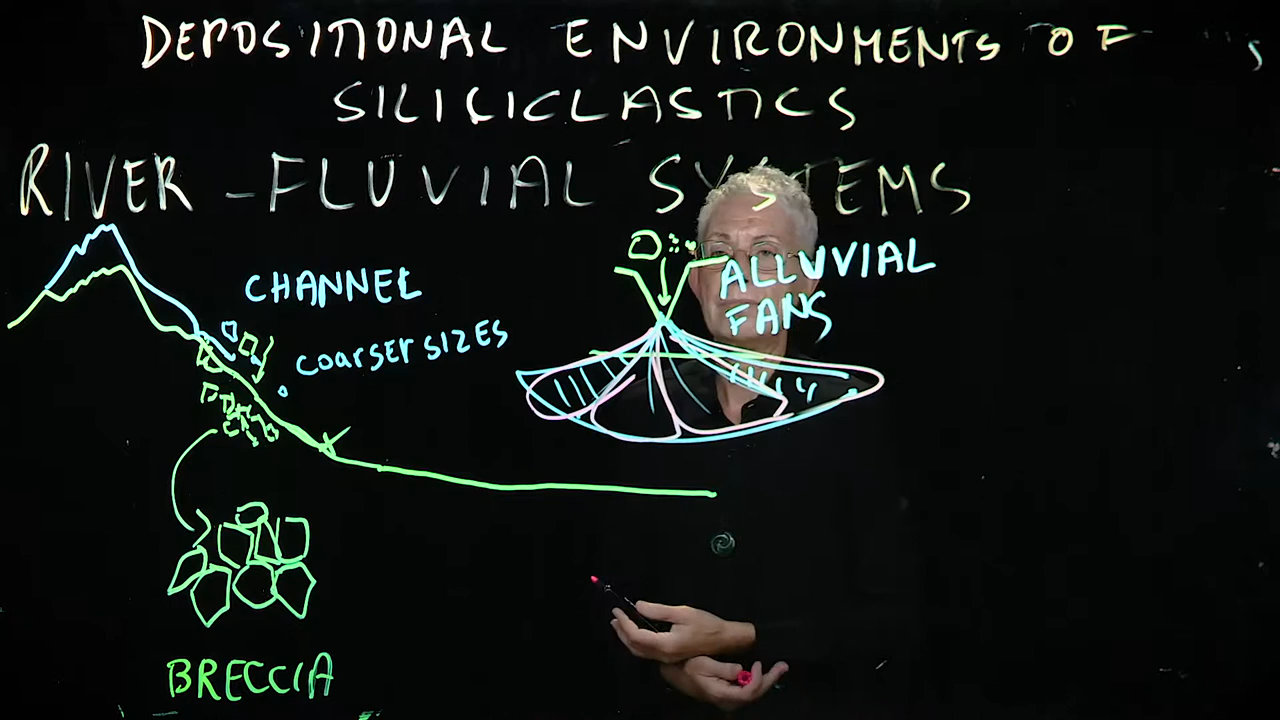 DEPOSITIONAL ENVIRONMENTS OF
SILICICLASTICS
RIVER - FLUVIAL SYSTEMS
CHANNEL
coarser sizes
ALLUVIAL
FANS
BRECCIA